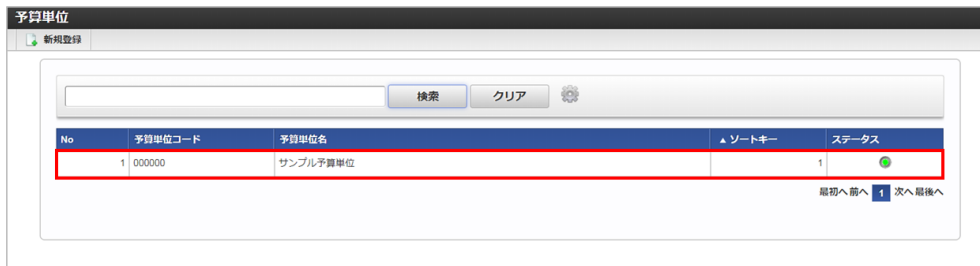 予算単位
新規登録
検索 クリア
No 予算単位コード 予算単位名 ▲ ソートキー ステータス
1 000000 サンプル予算単位 1
最初へ 前へ 1 次へ 最後へ